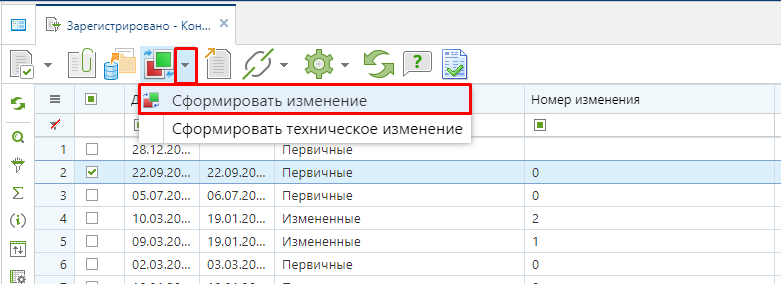 Зарегистрировано - Кон...
Сформировать изменение
Сформировать техническое изменение
Д
Номер изменения
1 28.12.20... Первичные
2 22.09.20... 22.09.20... Первичные 0
3 05.07.20... 06.07.20... Первичные 0
4 10.03.20... 19.01.20... Измененные 2
5 09.03.20... 19.01.20... Измененные 1
6 02.03.20... 03.03.20... Первичные 0